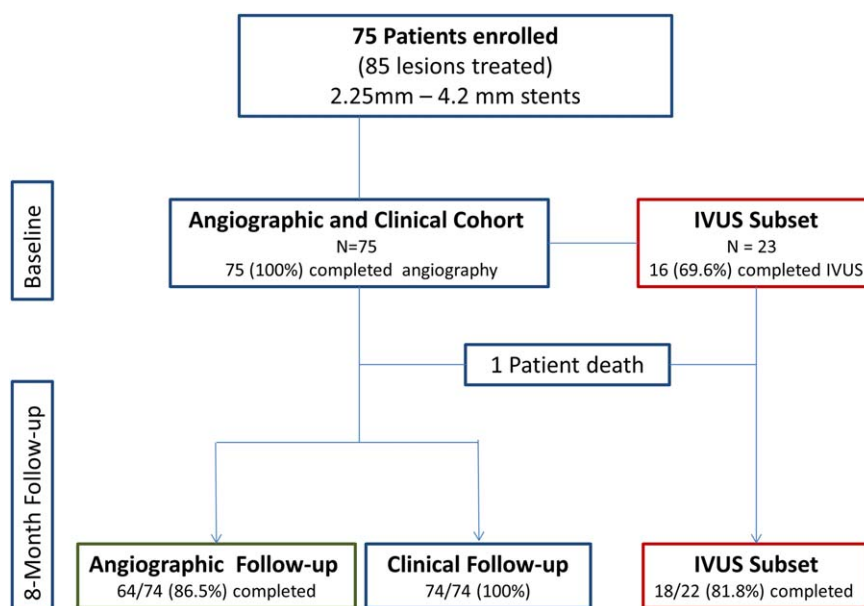 75 Patients enrolled
(85 lesions treated)
2.25mm – 4.2 mm stents
Baseline
Angiographic and Clinical Cohort
N=75
75 (100%) completed angiography
IVUS Subset
N = 23
16 (69.6%) completed IVUS
1 Patient death
8-Month Follow-up
Angiographic Follow-up
64/74 (86.5%) completed
Clinical Follow-up
74/74 (100%)
IVUS Subset
18/22 (81.8%) completed